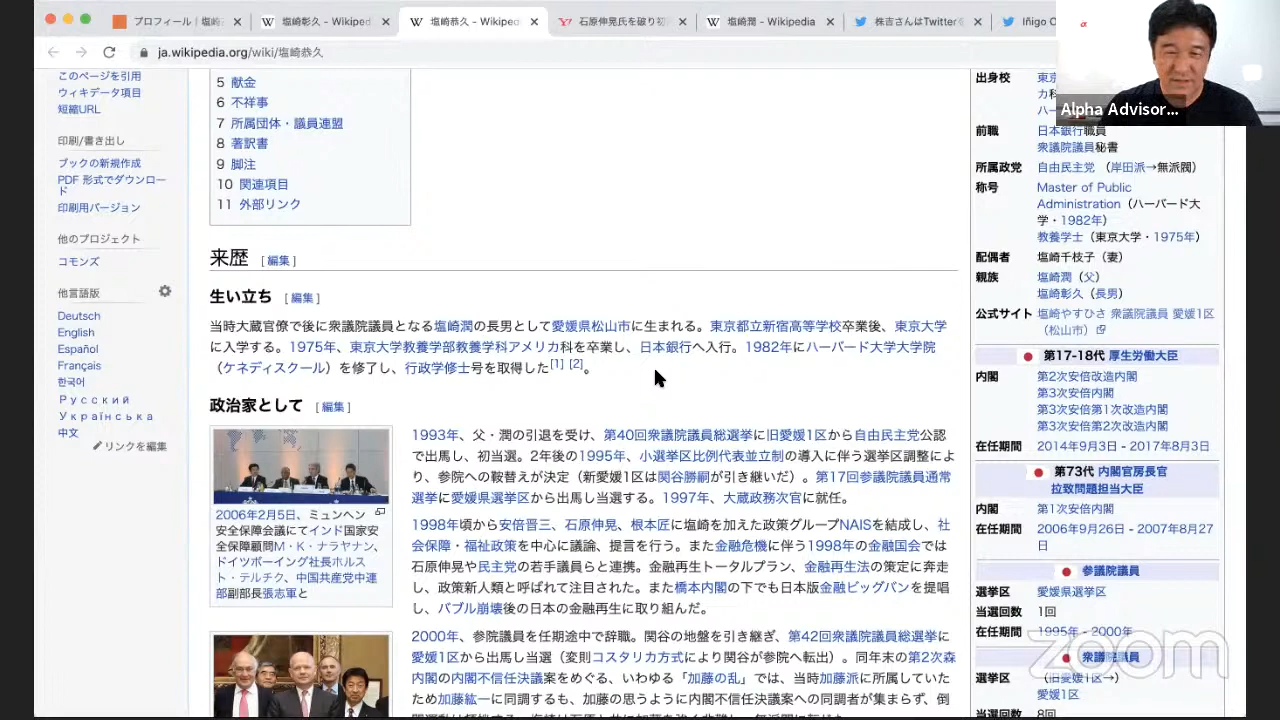 プロフィール | 塩崎
塩崎彰久 - Wikiped
塩崎恭久 - Wikiped
石原伸晃氏を破り初
塩崎潤 - Wikipedia
株吉さんはTwitterを
Iñigo O
ja.wikipedia.org/wiki/塩崎恭久
Alpha Advisor...
このページを引用
ウィキデータ項目
短縮URL
印刷/書き出し
ブックの新規作成
PDF 形式でダウンロー
ド
印刷用バージョン
他のプロジェクト
コモンズ
他言語版
Deutsch
English
Español
Français
한국어
Русский
Українська
中文
リンクを編集
5 献金
6 不祥事
7 所属団体・議員連盟
8 著訳書
9 脚注
10 関連項目
11 外部リンク
来歴 [編集]
生い立ち [編集]
当時大蔵官僚で後に衆議院議員となる塩崎潤の長男として愛媛県松山市に生まれる。東京都立新宿高等学校卒業後、東京大学
に入学する。1975年、東京大学教養学部教養学科アメリカ科を卒業し、日本銀行へ入行。1982年にハーバード大学大学院
（ケネディスクール）を修了し、行政学修士号を取得した[1] [2]。
政治家として [編集]
2006年2月5日、ミュンヘン
安全保障会議にてインド国家安
全保障顧問M・K・ナラヤナン、
ドイツボーイング社長ホルス
ト・テルチク、中国共産党中連
部副部長張志軍と
1993年、父・潤の引退を受け、第40回衆議院議員総選挙に旧愛媛1区から自由民主党公認
で出馬し、初当選。2年後の1995年、小選挙区比例代表並立制の導入に伴う選挙区調整によ
り、参院への鞍替えが決定（新愛媛1区は関谷勝嗣が引き継いだ）。第17回参議院議員通常
選挙に愛媛県選挙区から出馬し当選する。1997年、大蔵政務次官に就任。
1998年頃から安倍晋三、石原伸晃、根本匠に塩崎を加えた政策グループNAISを結成し、社
会保障・福祉政策を中心に議論、提言を行う。また金融危機に伴う1998年の金融国会では
石原伸晃や民主党の若手議員らと連携。金融再生トータルプラン、金融再生法の策定に奔走
し、政策新人類と呼ばれて注目された。また橋本内閣の下でも日本版金融ビッグバンを提唱
し、バブル崩壊後の日本の金融再生に取り組んだ。
2000年、参院議員を任期途中で辞職。関谷の地盤を引き継ぎ、第42回衆議院議員総選挙に
愛媛1区から出馬し当選（変則コスタリカ方式により関谷が参院へ転出）。同年末の第2次森
内閣の内閣不信任決議案をめぐる、いわゆる「加藤の乱」では、当時加藤派に所属していた
ため加藤紘一に同調するも、加藤の思うように内閣不信任決議案への同調者が集まらず、倒
出身校 東京
カ科
ハー
前職 日本銀行職員
衆議院議員秘書
所属政党 自由民主党 （岸田派→無派閥）
称号 Master of Public
Administration（ハーバード大
学・1982年）
教養学士（東京大学・1975年）
配偶者 塩崎千枝子（妻）
親族 塩崎潤（父）
塩崎彰久（長男）
公式サイト 塩崎やすひさ 衆議院議員 愛媛1区
（松山市）
第17-18代 厚生労働大臣
内閣 第2次安倍改造内閣
第3次安倍内閣
第3次安倍第1次改造内閣
第3次安倍第2次改造内閣
在任期間 2014年9月3日 - 2017年8月3日
第73代 内閣官房長官
拉致問題担当大臣
内閣 第1次安倍内閣
在任期間 2006年9月26日 - 2007年8月27
日
参議院議員
選挙区 愛媛県選挙区
当選回数 1回
在任期間 1995年 - 2000年
衆議院議員
選挙区 （旧愛媛1区→）
愛媛1区
当選回数 8回
zoom